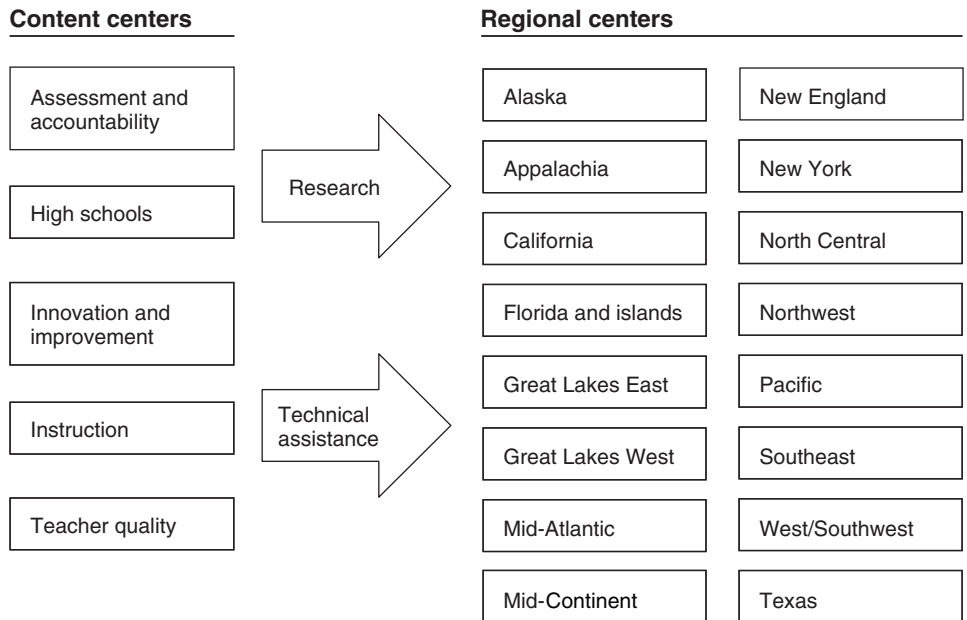 Content centers
Assessment and
accountability
High schools
Innovation and
improvement
Instruction
Teacher quality
Research
Technical
assistance
Regional centers
Alaska
Appalachia
California
Florida and islands
Great Lakes East
Great Lakes West
Mid-Atlantic
Mid-Continent
New England
New York
North Central
Northwest
Pacific
Southeast
West/Southwest
Texas